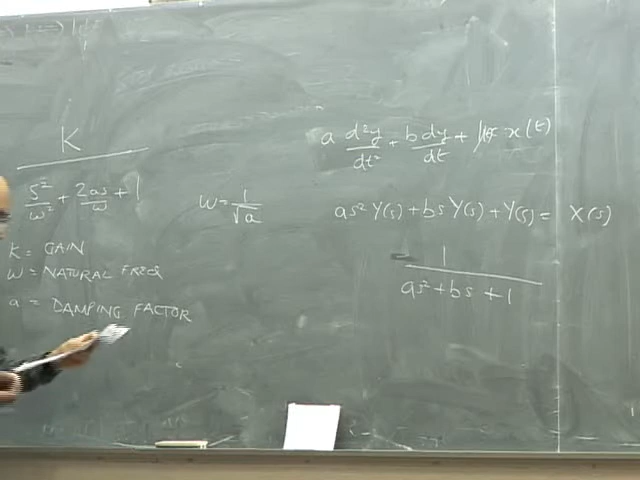 K
s²/ω² + 2as/ω + 1
K = GAIN
ω = NATURAL FREQ
a = DAMPING FACTOR
ω = 1/√a
a d²y/dt² + b dy/dt + x(t)
as² Y(s) + bs Y(s) + Y(s) = X(s)
= 1
as² + bs + 1